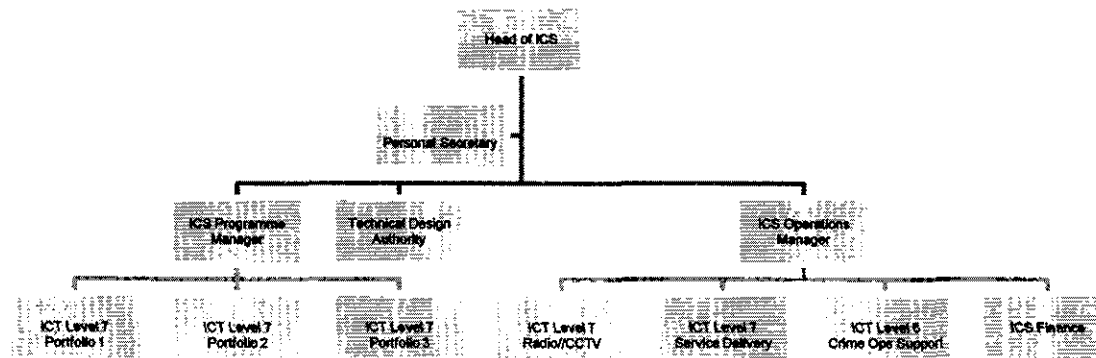 Head of ICS
Personal Secretary
ICS Programme
Manager
Technical Design
Authority
ICS Operations
Manager
ICT Level 7
Portfolio 1
ICT Level 7
Portfolio 2
ICT Level 7
Portfolio 3
ICT Level 7
Radio//CCTV
ICT Level 7
Service Delivery
ICT Level 6
Crime Ops Support
ICS Finance